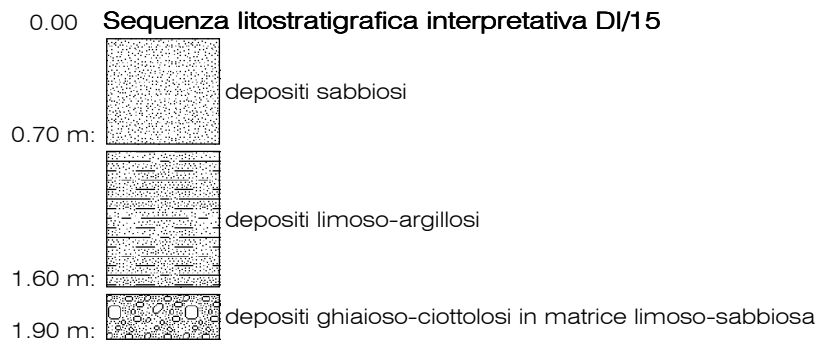 0.00 Sequenza litostratigrafica interpretativa DI/15
depositi sabbiosi
0.70 m:
depositi limoso-argillosi
1.60 m:
depositi ghiaioso-ciottolosi in matrice limoso-sabbiosa
1.90 m: